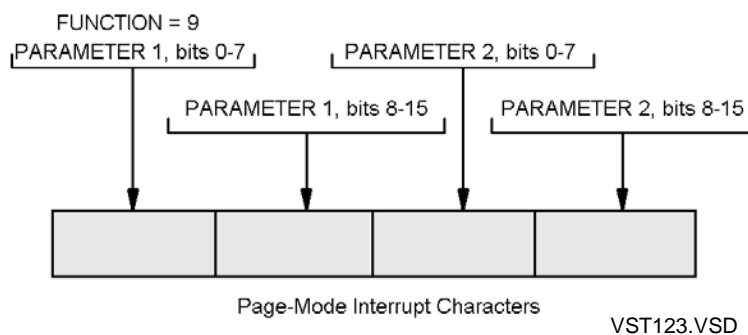 FUNCTION = 9
PARAMETER 1, bits 0-7
PARAMETER 2, bits 0-7
PARAMETER 1, bits 8-15
PARAMETER 2, bits 8-15
Page-Mode Interrupt Characters
VST123.VSD